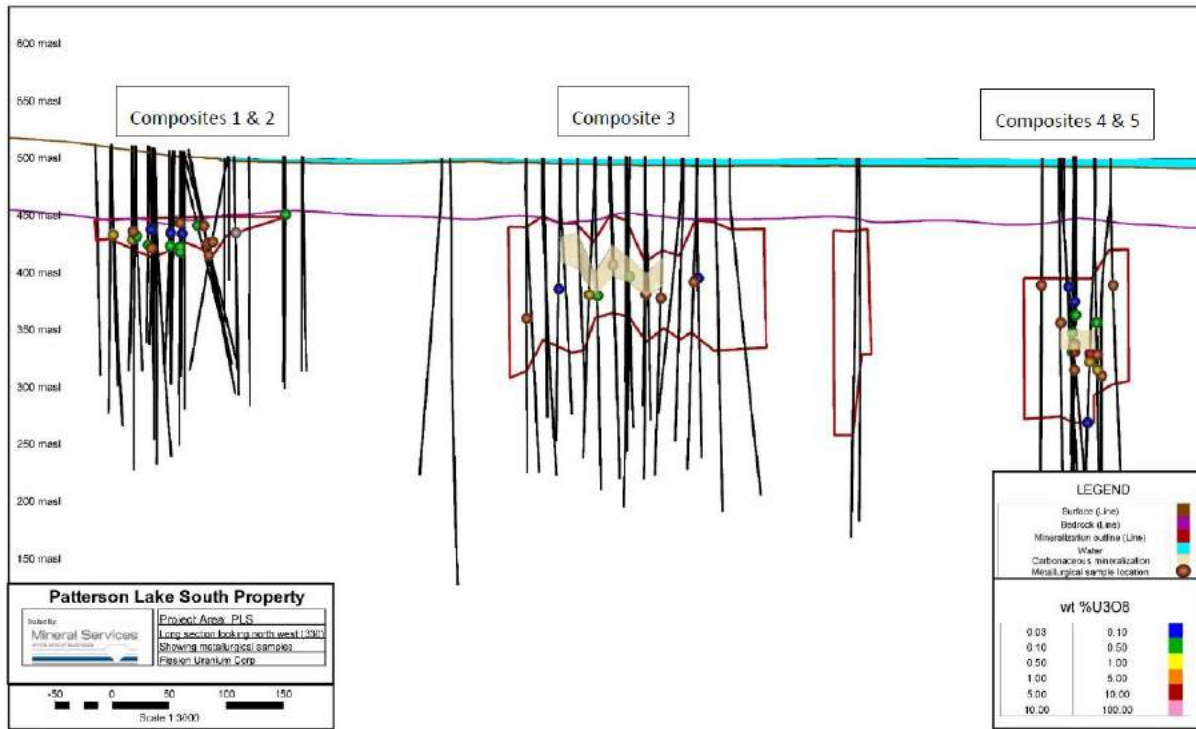 600 masl
550 masl
500 masl
450 masl
400 masl
350 masl
300 masl
250 masl
200 masl
150 masl
Composites 1 & 2
Composite 3
Composites 4 & 5
Patterson Lake South Property
Mineral Services
Project Area: PLS
Long section looking north west
Showing metallurgical samples
Fission Uranium Corp
-50 0 50 100 150
Scale 1:3000
LEGEND
Surface (Line)
Bedrock (Line)
Mineralization outline (Line)
Water
Carbonaceous mineralization
Metallurgical sample location
wt %U3O8
0.03 0.10
0.10 0.50
0.50 1.00
1.00 5.00
5.00 10.00
10.00 100.00